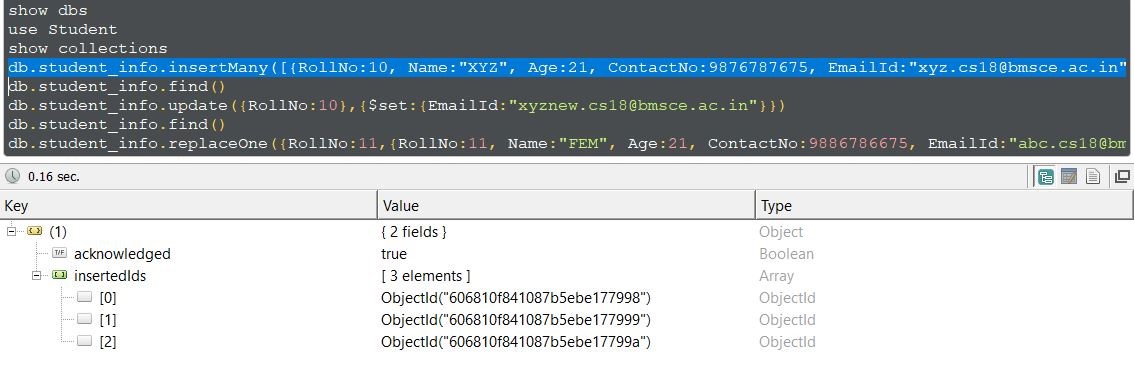 show dbs
use Student
show collections
db.student_info.insertMany([{RollNo:10, Name:"XYZ", Age:21, ContactNo:9876787675, EmailId:"xyz.cs18@bmsce.ac.in"
db.student_info.find()
db.student_info.update({RollNo:10},{$set:{EmailId:"xyznew.cs18@bmsce.ac.in"}})
db.student_info.find()
db.student_info.replaceOne({RollNo:11,{RollNo:11, Name:"FEM", Age:21, ContactNo:9886786675, EmailId:"abc.cs18@bm
0.16 sec.
Key Value Type
(1) { 2 fields } Object
T/F acknowledged true Boolean
insertedIds [ 3 elements ] Array
[0] ObjectId("606810f841087b5ebe177998") ObjectId
[1] ObjectId("606810f841087b5ebe177999") ObjectId
[2] ObjectId("606810f841087b5ebe17799a") ObjectId